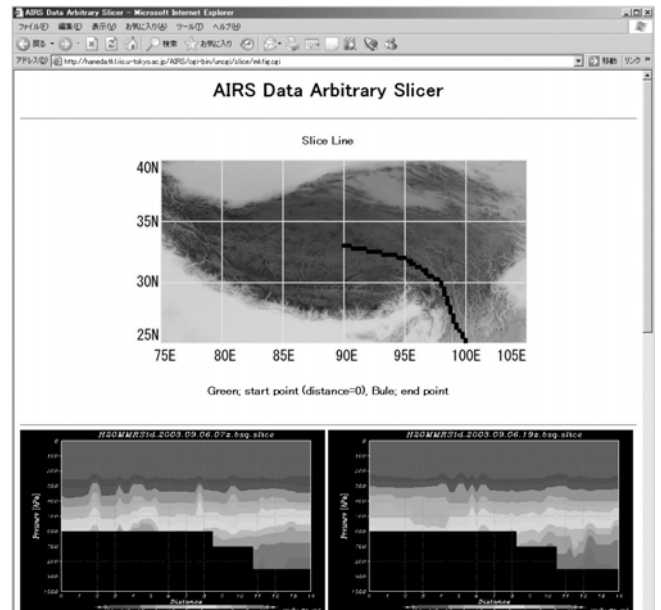 AIRS Data Arbitrary Slicer - Microsoft Internet Explorer
ファイル(F) 編集(E) 表示(V) お気に入り(A) ツール(T) ヘルプ(H)
戻る 検索 お気に入り
アドレス(D) http://haneda.tkl.iis.u-tokyo.ac.jp/AIRS/cgi-bin/uncgi/slice/mkfig.cgi 移動 リンク »
AIRS Data Arbitrary Slicer
Slice Line
40N
35N
30N
25N
75E 80E 85E 90E 95E 100E 105E
Green; start point (distance=0), Bule; end point
H2OMMRStd.2003.09.06.07z.bsg.slice
H2OMMRStd.2003.09.06.19z.bsg.slice
Pressure [hPa]
Distance
Pressure [hPa]
Distance